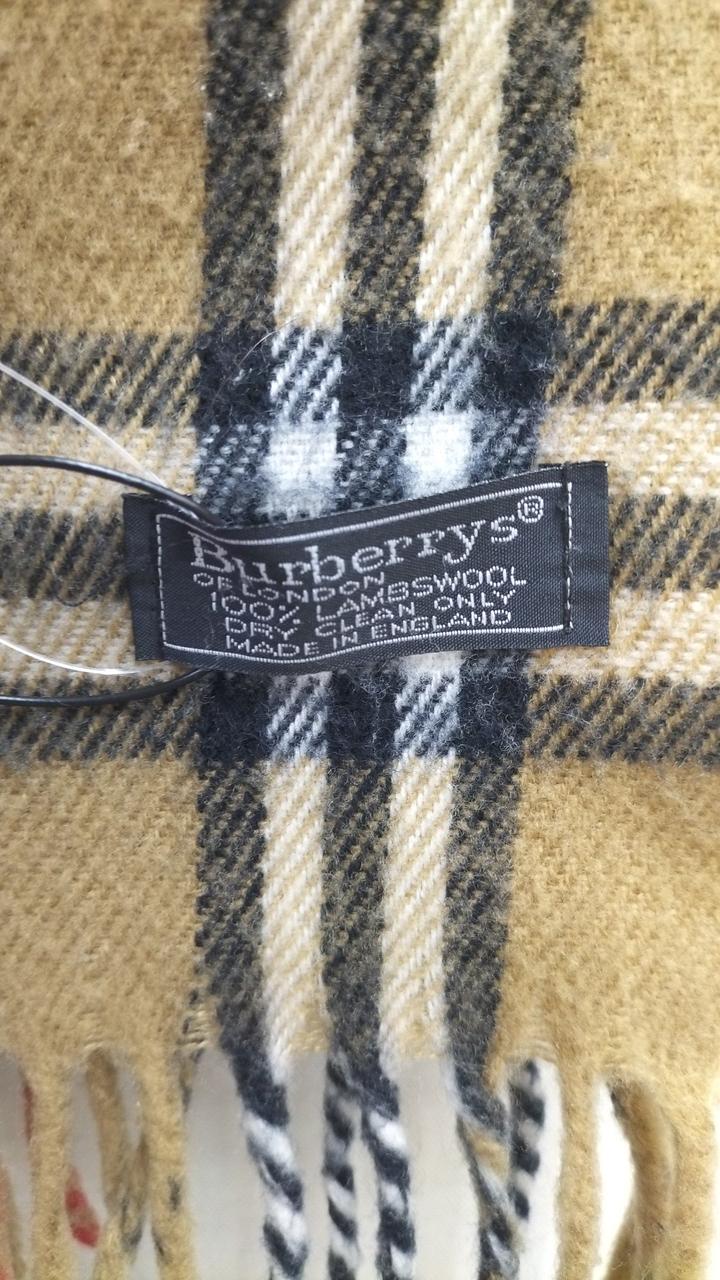 Burberrys®
OF LONDON
100% LAMBSWOOL
DRY CLEAN ONLY
MADE IN ENGLAND